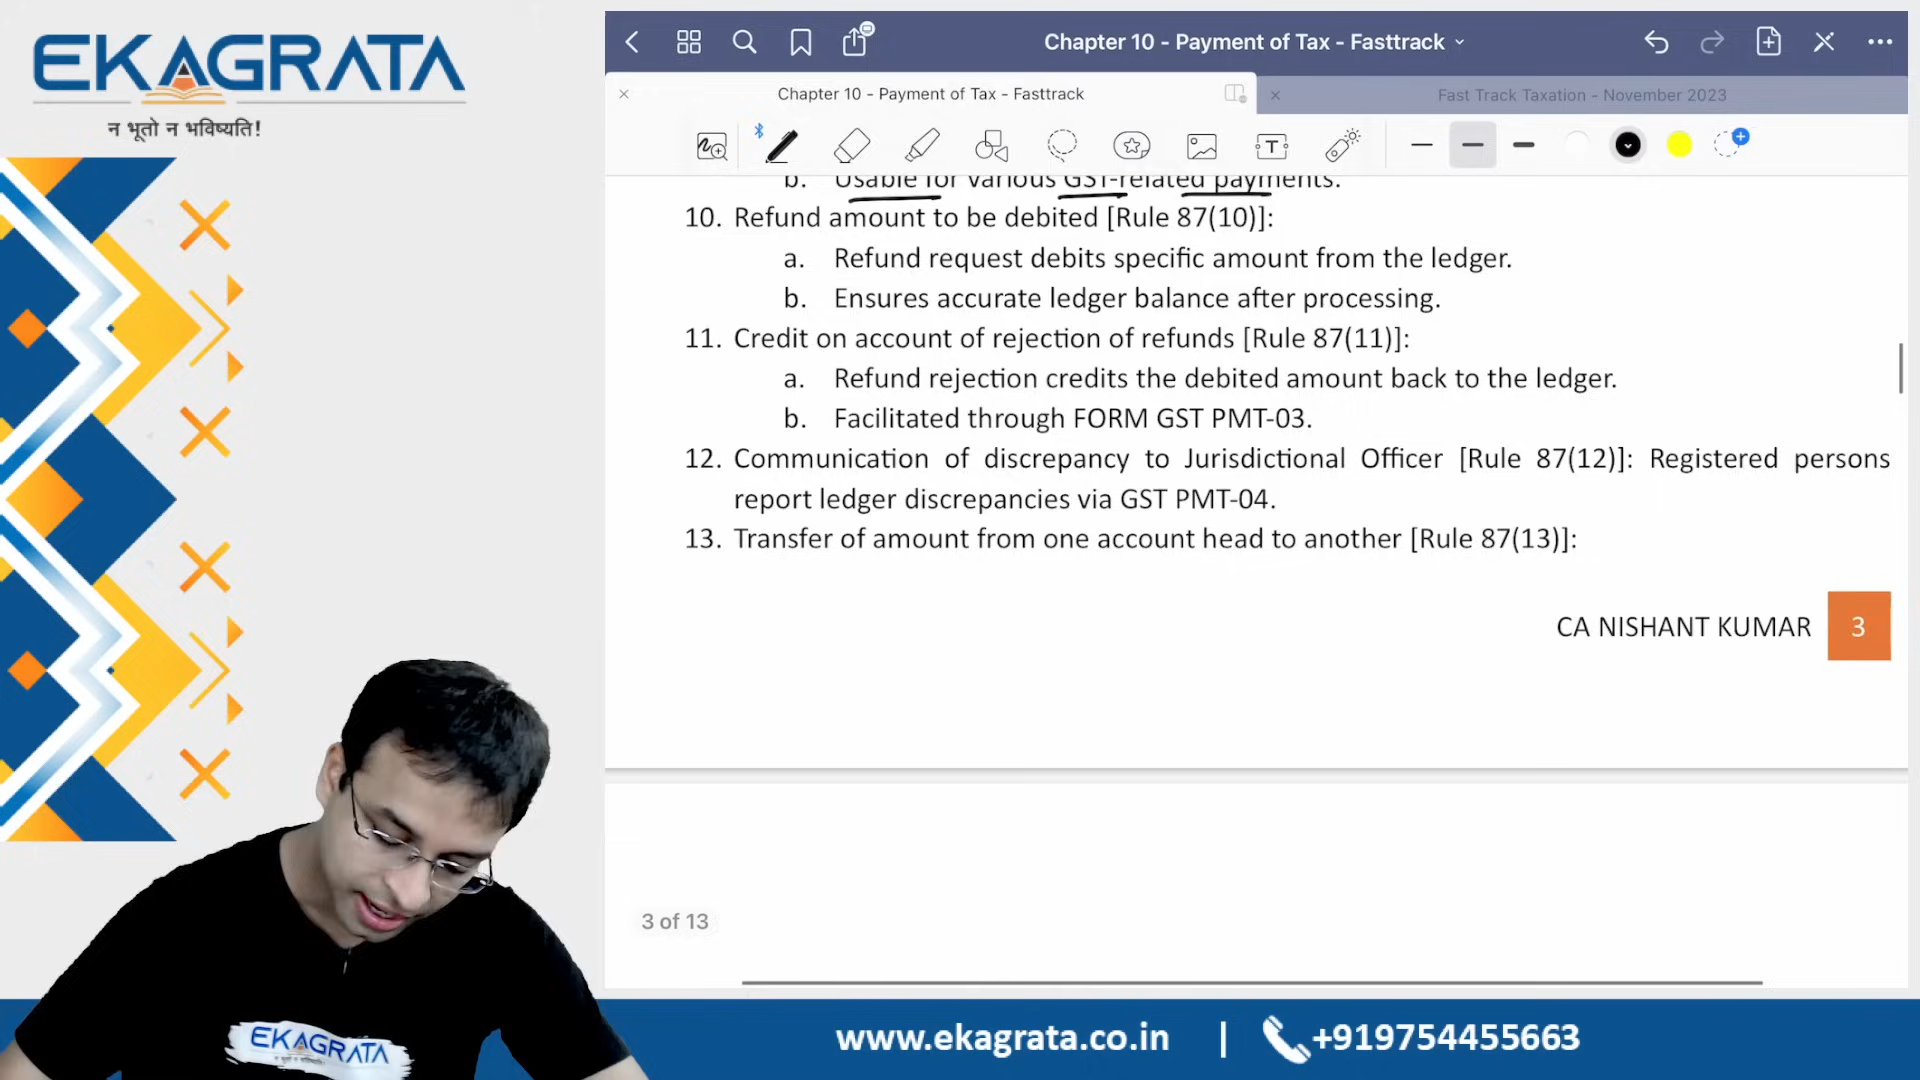 EKAGRATA
न भूतो न भविष्यति!
Chapter 10 - Payment of Tax - Fasttrack
Chapter 10 - Payment of Tax - Fasttrack
Fast Track Taxation - November 2023
b. Usable for various GST-related payments.
10. Refund amount to be debited [Rule 87(10)]:
a. Refund request debits specific amount from the ledger.
b. Ensures accurate ledger balance after processing.
11. Credit on account of rejection of refunds [Rule 87(11)]:
a. Refund rejection credits the debited amount back to the ledger.
b. Facilitated through FORM GST PMT-03.
12. Communication of discrepancy to Jurisdictional Officer [Rule 87(12)]: Registered persons
report ledger discrepancies via GST PMT-04.
13. Transfer of amount from one account head to another [Rule 87(13)]:
CA NISHANT KUMAR 3
3 of 13
EKAGRATA
न भूतो न भविष्यति!
www.ekagrata.co.in | +919754455663